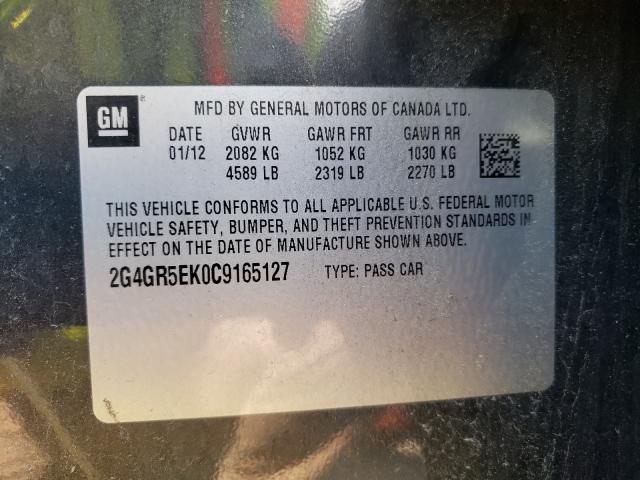 GM ®
MFD BY GENERAL MOTORS OF CANADA LTD.
DATE GVWR GAWR FRT GAWR RR
01/12 2082 KG 1052 KG 1030 KG
4589 LB 2319 LB 2270 LB
THIS VEHICLE CONFORMS TO ALL APPLICABLE U.S. FEDERAL MOTOR
VEHICLE SAFETY, BUMPER, AND THEFT PREVENTION STANDARDS IN
EFFECT ON THE DATE OF MANUFACTURE SHOWN ABOVE.
2G4GR5EK0C9165127 TYPE: PASS CAR